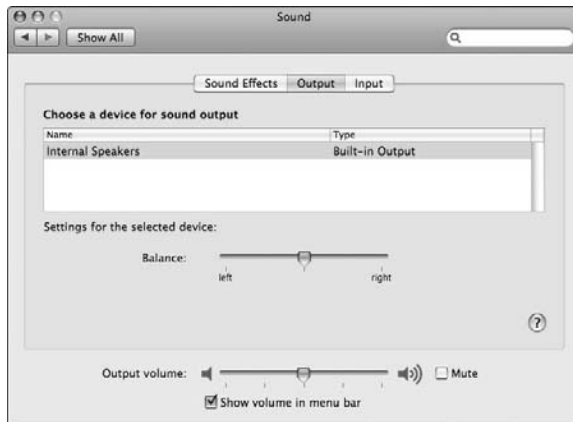 Sound
Show All
Sound Effects Output Input
Choose a device for sound output
Name Type
Internal Speakers Built-in Output
Settings for the selected device:
Balance:
left right
?
Output volume: Mute
Show volume in menu bar